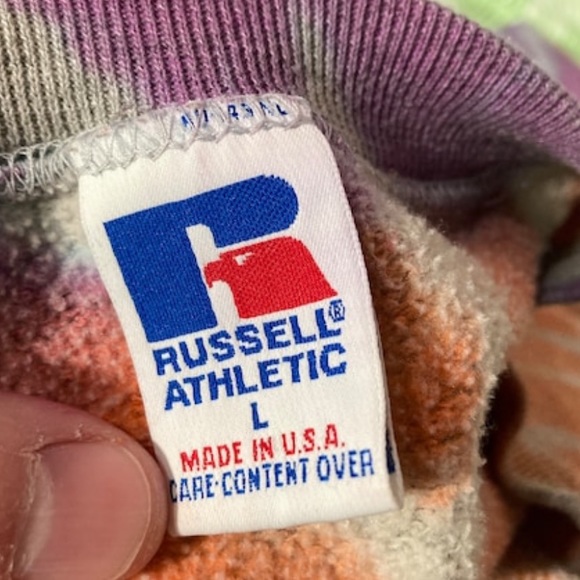 RUSSELL®
ATHLETIC
L
MADE IN U.S.A.
CARE·CONTENT OVER